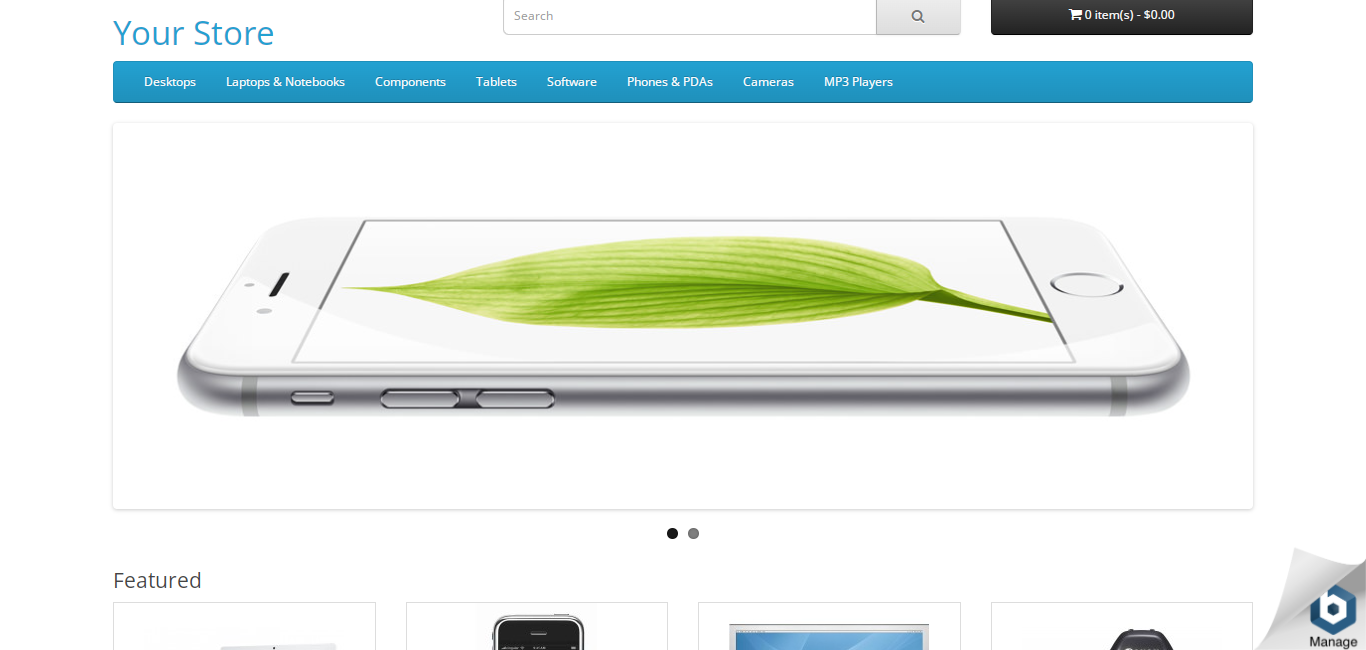 Your Store
Search
0 item(s) - $0.00
Desktops Laptops & Notebooks Components Tablets Software Phones & PDAs Cameras MP3 Players
Featured
Manage